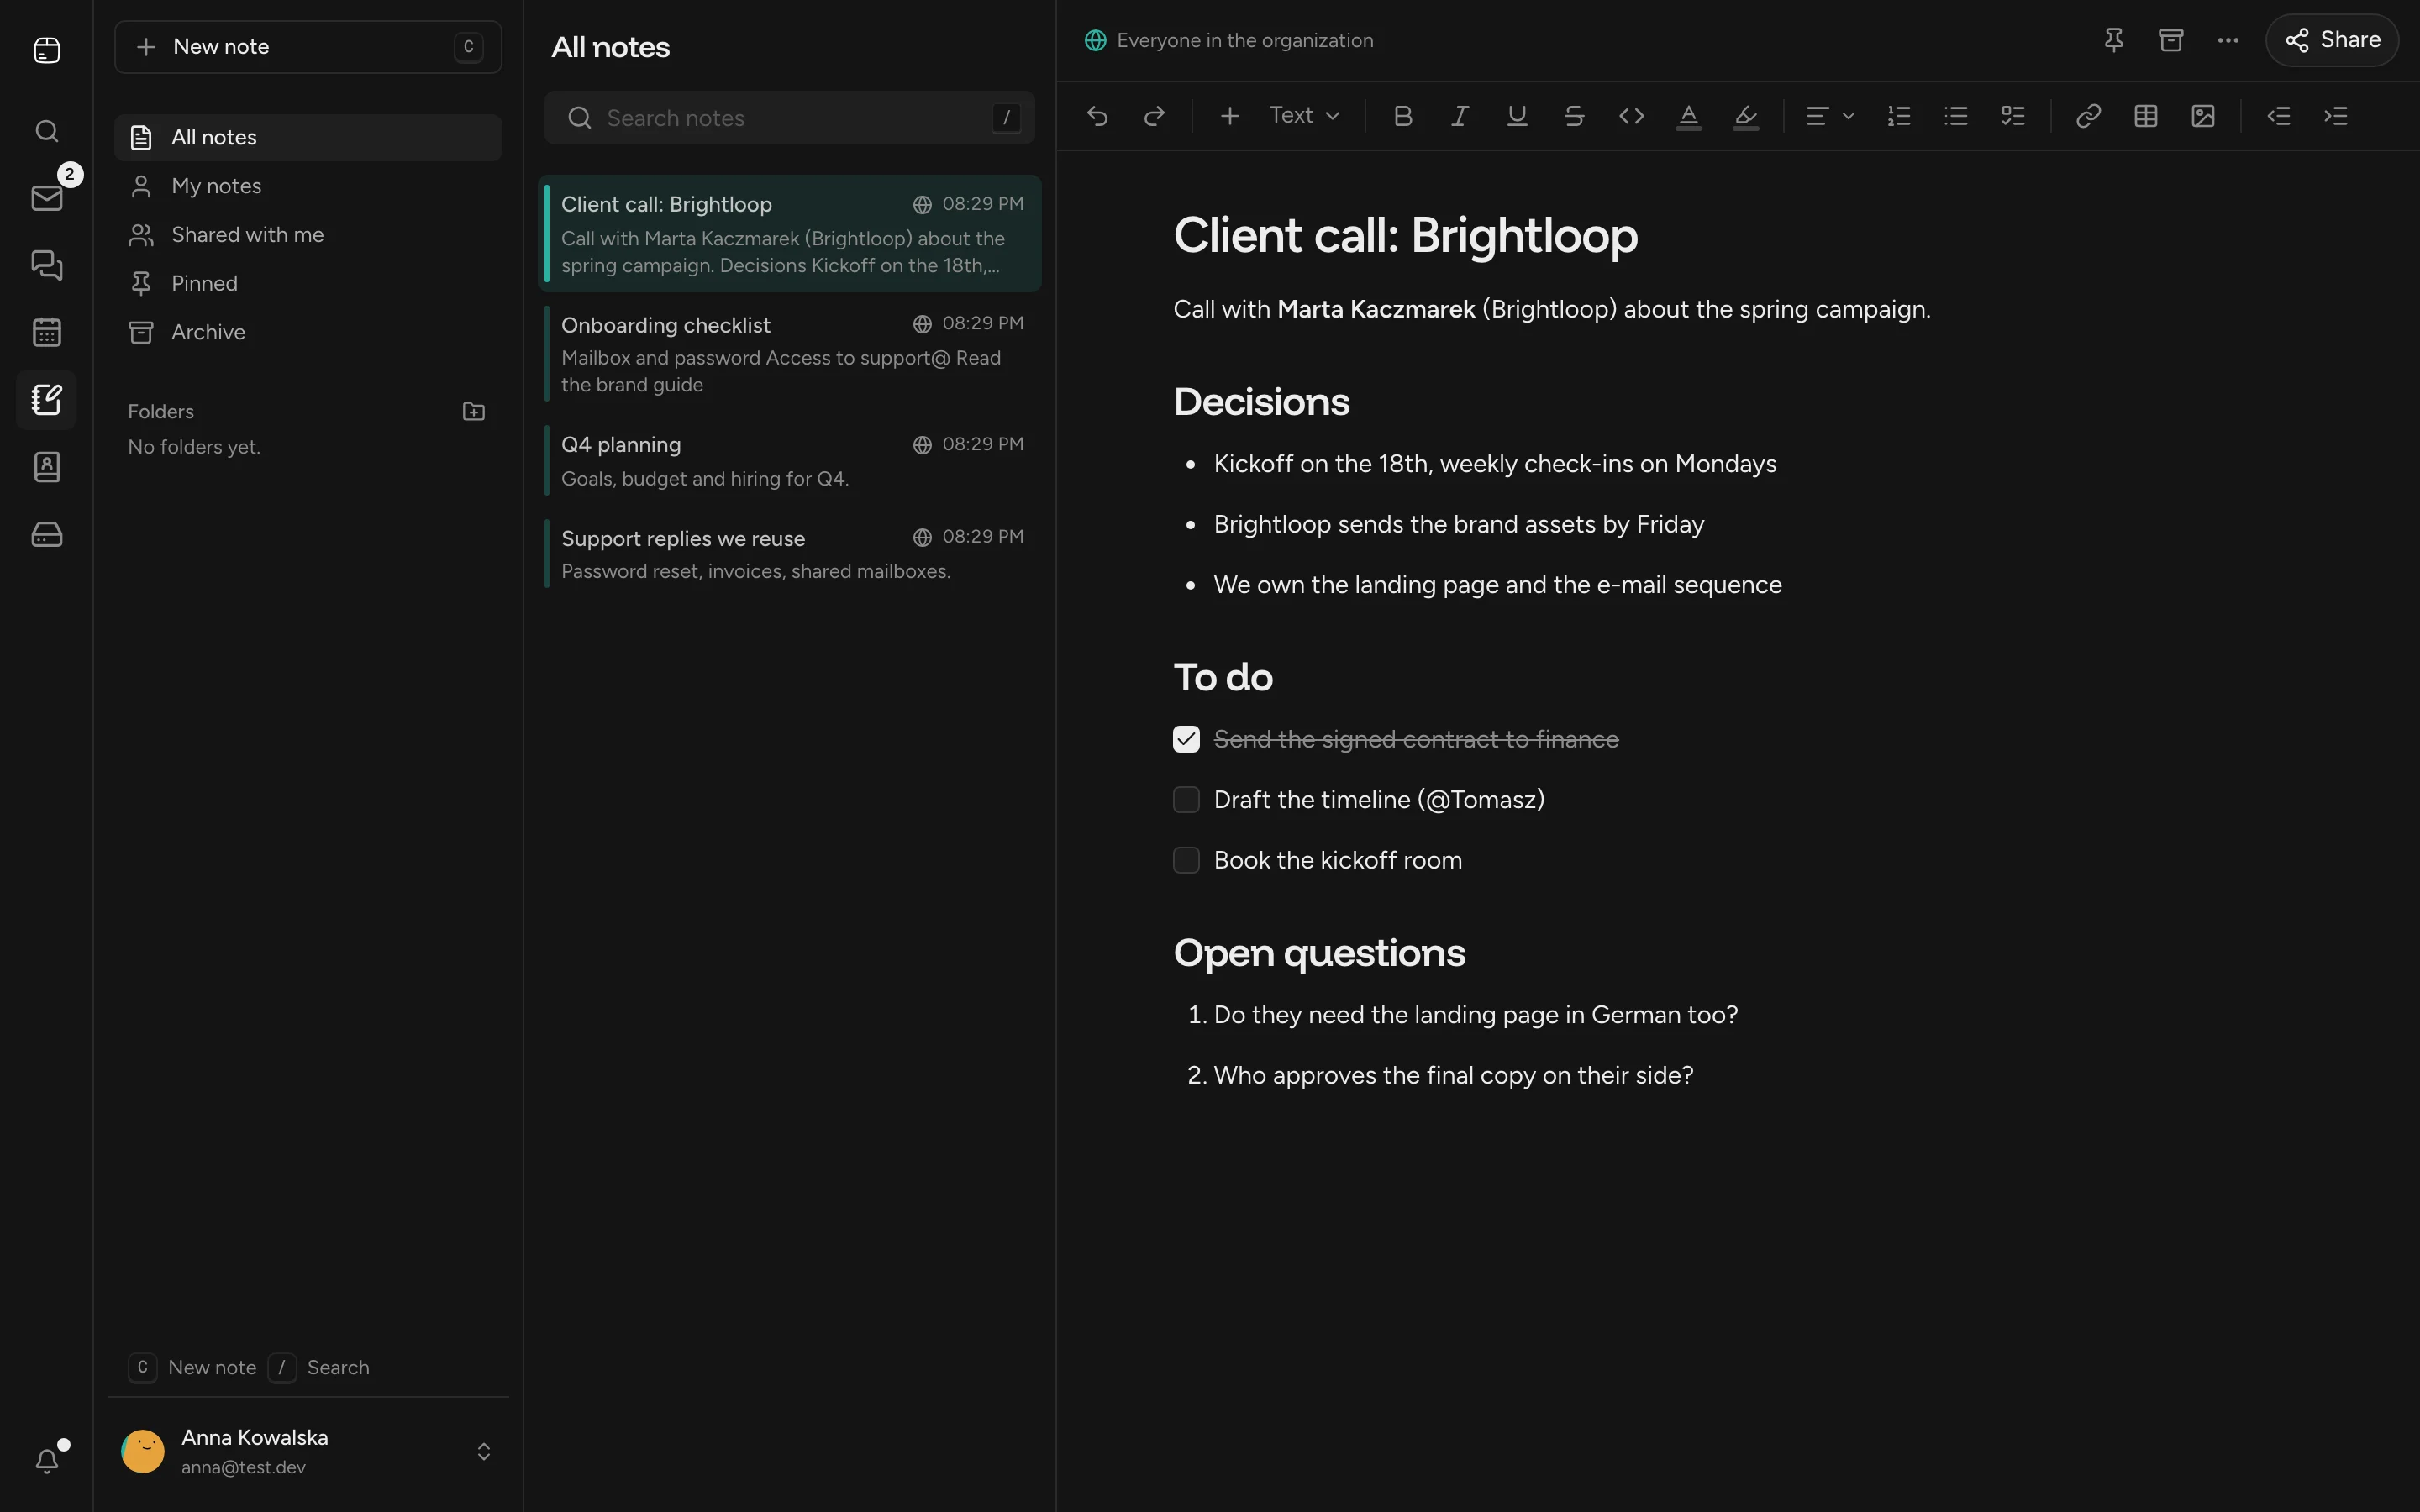 2
New note C
All notes
My notes
Shared with me
Pinned
Archive
Folders
No folders yet.
C New note / Search
Anna Kowalska
anna@test.dev
All notes
Search notes /
Client call: Brightloop 08:29 PM
Call with Marta Kaczmarek (Brightloop) about the
spring campaign. Decisions Kickoff on the 18th,...
Onboarding checklist 08:29 PM
Mailbox and password Access to support@ Read
the brand guide
Q4 planning 08:29 PM
Goals, budget and hiring for Q4.
Support replies we reuse 08:29 PM
Password reset, invoices, shared mailboxes.
Everyone in the organization
Share
Text
Client call: Brightloop
Call with Marta Kaczmarek (Brightloop) about the spring campaign.
Decisions
• Kickoff on the 18th, weekly check-ins on Mondays
• Brightloop sends the brand assets by Friday
• We own the landing page and the e-mail sequence
To do
Send the signed contract to finance
Draft the timeline (@Tomasz)
Book the kickoff room
Open questions
1. Do they need the landing page in German too?
2. Who approves the final copy on their side?